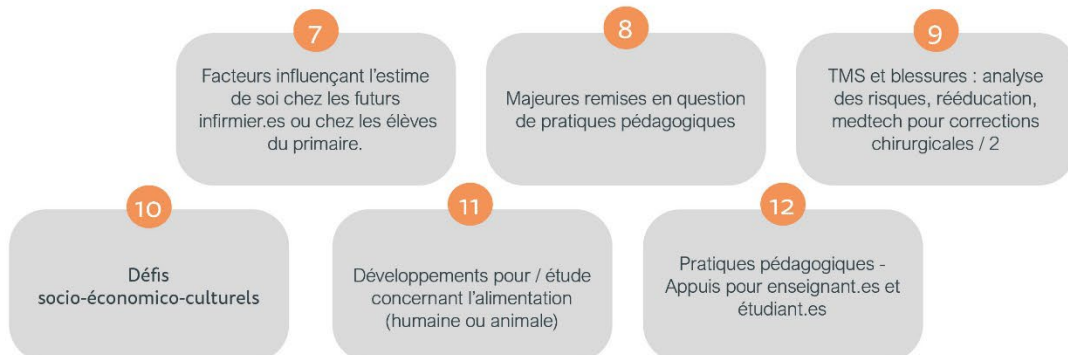 7
Facteurs influençant l'estime
de soi chez les futurs
infirmier.es ou chez les élèves
du primaire.
8
Majeures remises en question
de pratiques pédagogiques
9
TMS et blessures : analyse
des risques, rééducation,
medtech pour corrections
chirurgicales / 2
10
Défis
socio-économico-culturels
11
Développements pour / étude
concernant l'alimentation
(humaine ou animale)
12
Pratiques pédagogiques -
Appuis pour enseignant.es et
étudiant.es